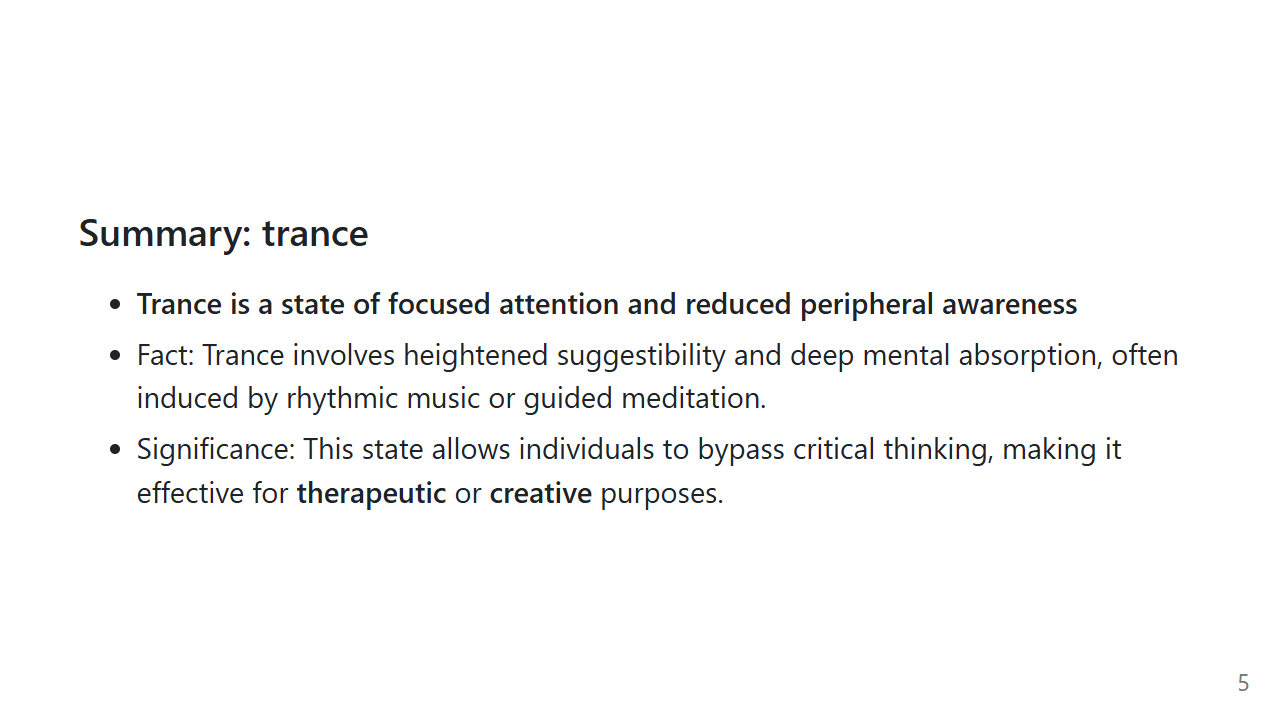 Summary: trance
• Trance is a state of focused attention and reduced peripheral awareness
• Fact: Trance involves heightened suggestibility and deep mental absorption, often
induced by rhythmic music or guided meditation.
• Significance: This state allows individuals to bypass critical thinking, making it
effective for therapeutic or creative purposes.
5